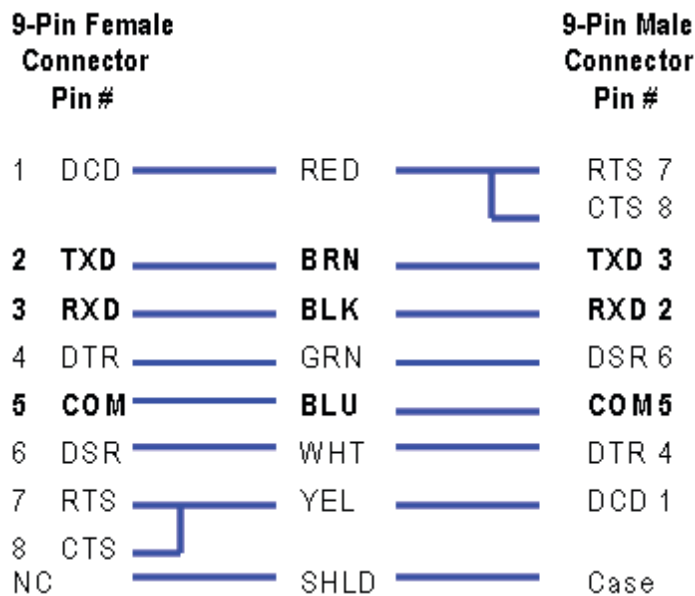 9-Pin Female 9-Pin Male
Connector Connector
Pin # Pin #
1 DCD RED RTS 7
CTS 8
2 TXD BRN TXD 3
3 RXD BLK RXD 2
4 DTR GRN DSR 6
5 COM BLU COM 5
6 DSR WHT DTR 4
7 RTS YEL DCD 1
8 CTS
NC SHLD Case